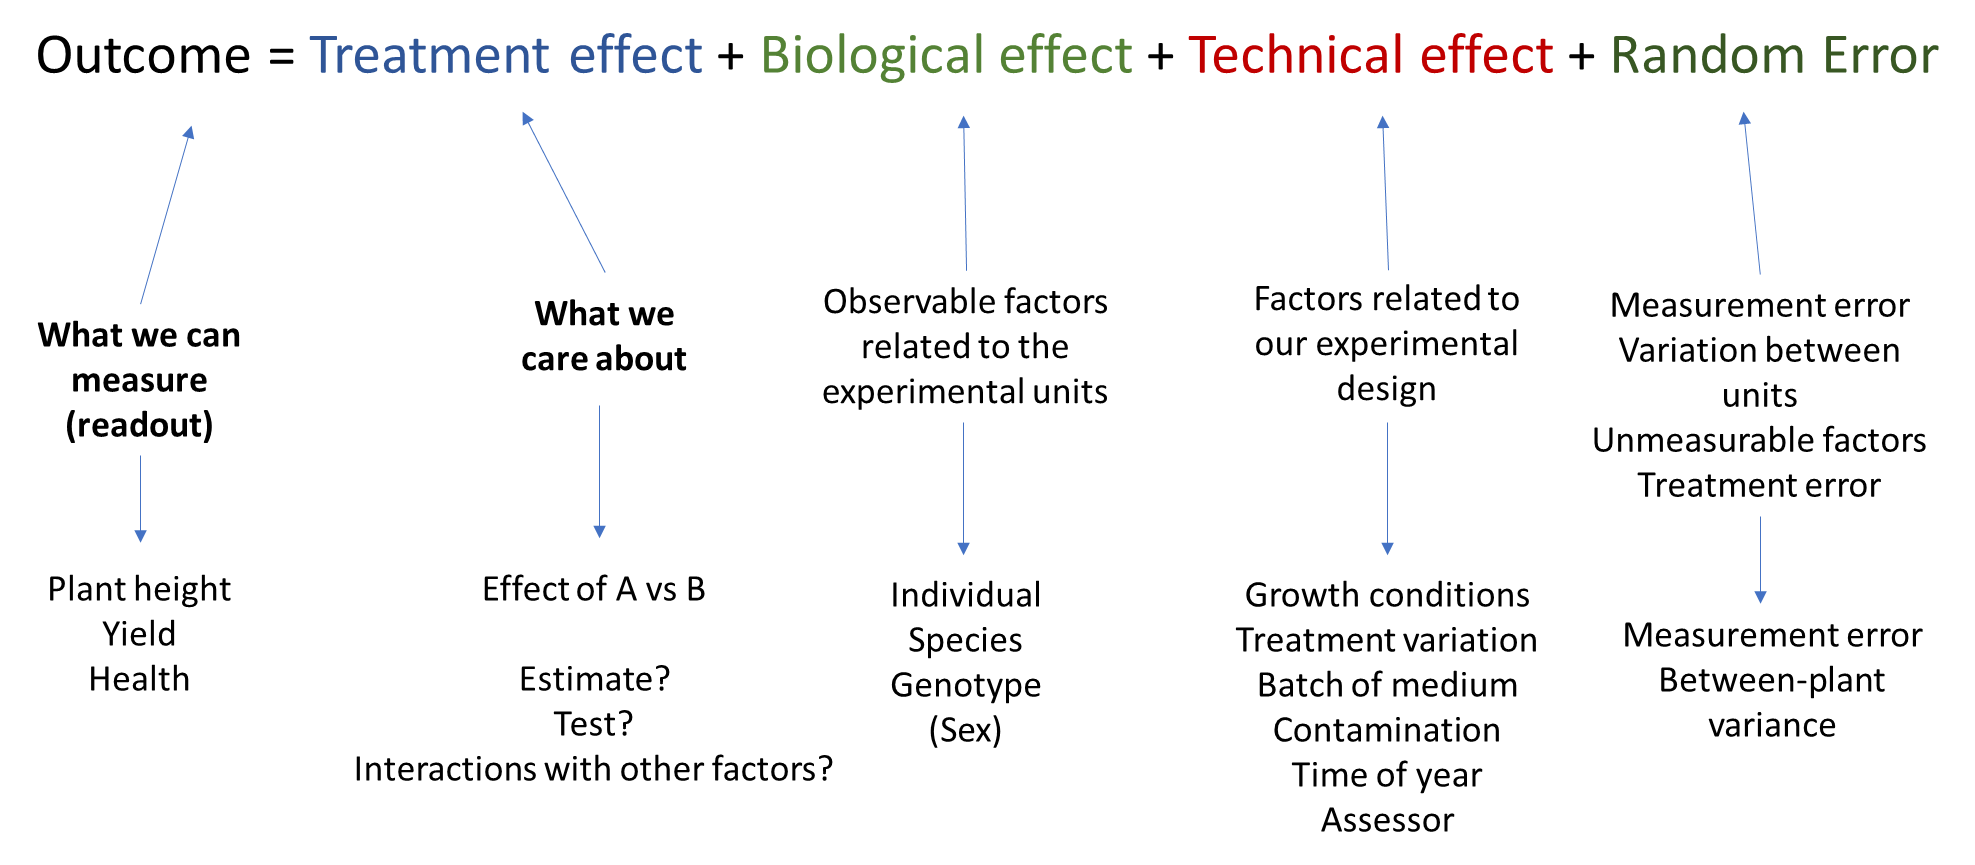 Outcome = Treatment effect + Biological effect + Technical effect + Random Error
What we can
measure
(readout)
What we
care about
Observable factors
related to the
experimental units
Factors related to
our experimental
design
Measurement error
Variation between
units
Unmeasurable factors
Treatment error
Plant height
Yield
Health
Effect of A vs B
Estimate?
Test?
Interactions with other factors?
Individual
Species
Genotype
(Sex)
Growth conditions
Treatment variation
Batch of medium
Contamination
Time of year
Assessor
Measurement error
Between-plant
variance